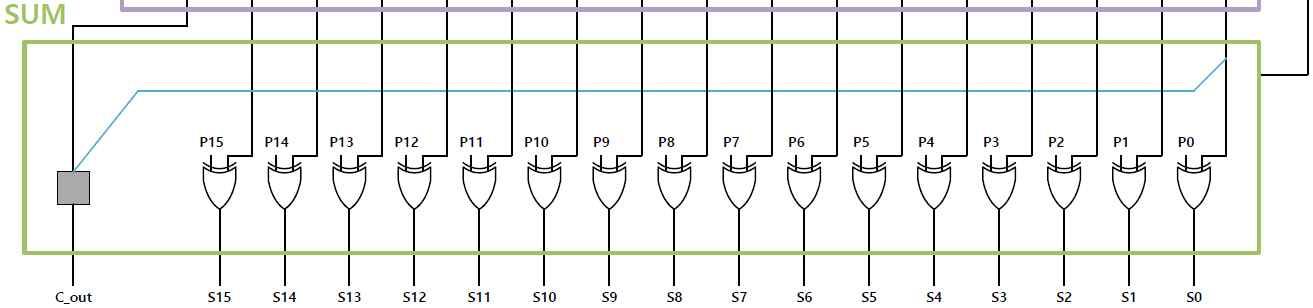 SUM
P15 P14 P13 P12 P11 P10 P9 P8 P7 P6 P5 P4 P3 P2 P1 P0
C_out S15 S14 S13 S12 S11 S10 S9 S8 S7 S6 S5 S4 S3 S2 S1 S0